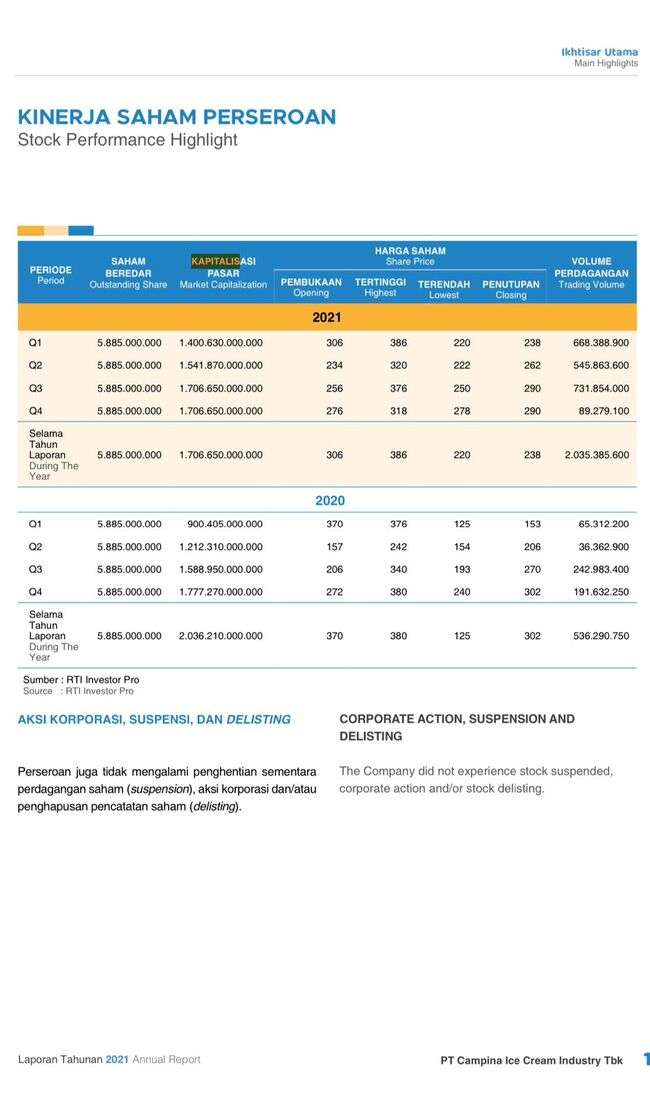 Ikhtisar Utama
Main Highlights
KINERJA SAHAM PERSEROAN
Stock Performance Highlight
PERIODE
Period
SAHAM
BEREDAR
Outstanding Share
KAPITALISASI
PASAR
Market Capitalization
HARGA SAHAM
Share Price
PEMBUKAAN
Opening
TERTINGGI
Highest
TERENDAH
Lowest
PENUTUPAN
Closing
VOLUME
PERDAGANGAN
Trading Volume
2021
Q1 5.885.000.000 1.400.630.000.000 306 386 220 238 668.388.900
Q2 5.885.000.000 1.541.870.000.000 234 320 222 262 545.863.600
Q3 5.885.000.000 1.706.650.000.000 256 376 250 290 731.854.000
Q4 5.885.000.000 1.706.650.000.000 276 318 278 290 89.279.100
Selama
Tahun
Laporan 5.885.000.000 1.706.650.000.000 306 386 220 238 2.035.385.600
During The
Year
2020
Q1 5.885.000.000 900.405.000.000 370 376 125 153 65.312.200
Q2 5.885.000.000 1.212.310.000.000 157 242 154 206 36.362.900
Q3 5.885.000.000 1.588.950.000.000 206 340 193 270 242.983.400
Q4 5.885.000.000 1.777.270.000.000 272 380 240 302 191.632.250
Selama
Tahun
Laporan 5.885.000.000 2.036.210.000.000 370 380 125 302 536.290.750
During The
Year
Sumber : RTI Investor Pro
Source : RTI Investor Pro
AKSI KORPORASI, SUSPENSI, DAN DELISTING
Perseroan juga tidak mengalami penghentian sementara
perdagangan saham (suspension), aksi korporasi dan/atau
penghapusan pencatatan saham (delisting).
CORPORATE ACTION, SUSPENSION AND
DELISTING
The Company did not experience stock suspended,
corporate action and/or stock delisting.
Laporan Tahunan 2021 Annual Report
PT Campina Ice Cream Industry Tbk 1